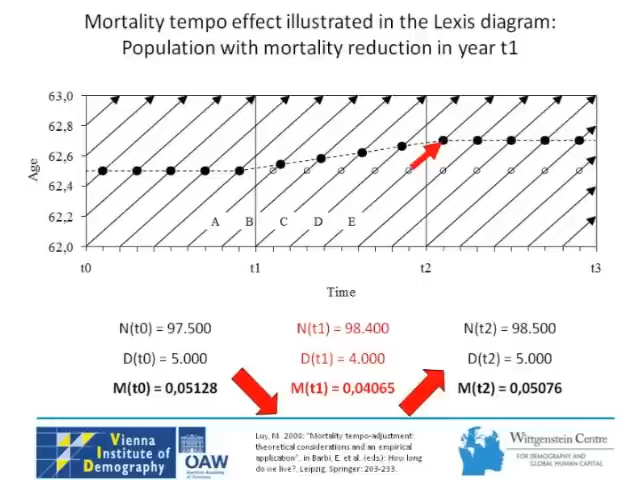 Mortality tempo effect illustrated in the Lexis diagram:
Population with mortality reduction in year t1
63,0
62,8
62,6
62,4
62,2
62,0
Age
A B C D E
t0 t1 t2 t3
Time
N(t0) = 97.500 N(t1) = 98.400 N(t2) = 98.500
D(t0) = 5.000 D(t1) = 4.000 D(t2) = 5.000
M(t0) = 0,05128 M(t1) = 0,04065 M(t2) = 0,05076
Vienna
Institute of
Demography
ÖAW
Luy, M. 2008: "Mortality tempo-adjustment:
theoretical considerations and an empirical
application", in Barbi, E. et al. (eds.): How long
do we live?. Leipzig, Springer: 203-233.
Wittgenstein Centre
FOR DEMOGRAPHY AND
GLOBAL HUMAN CAPITAL